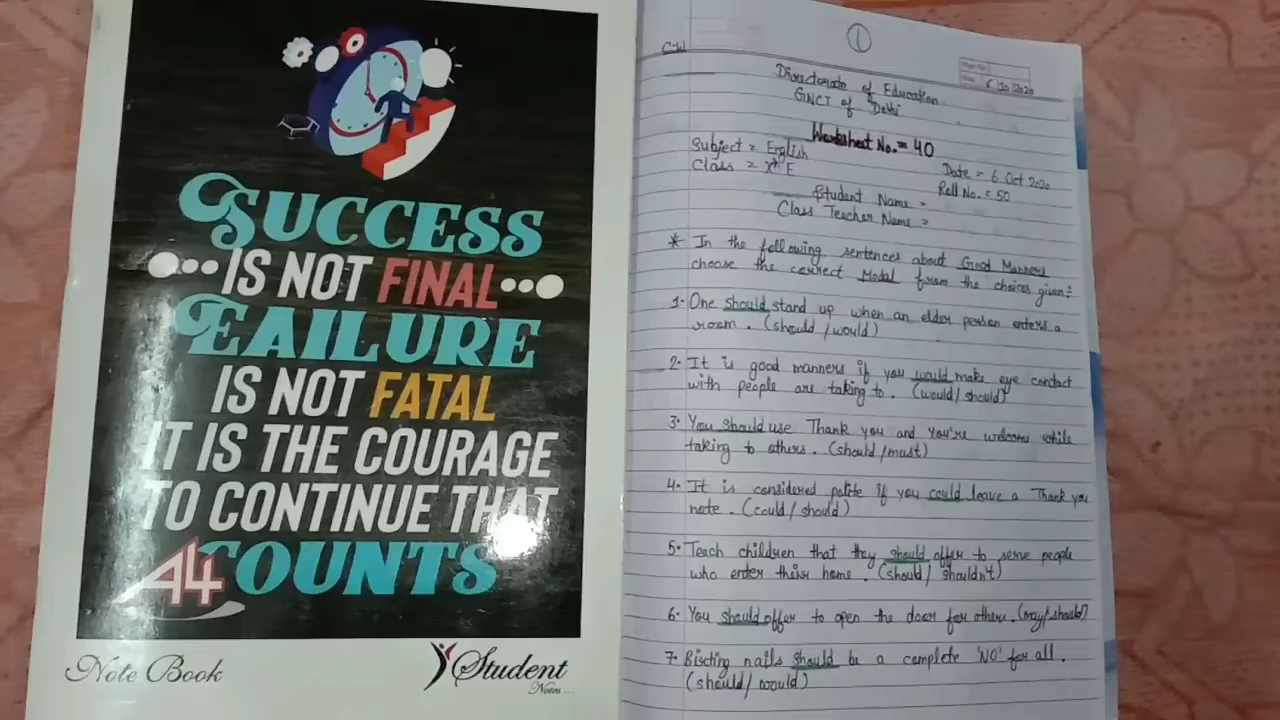 SUCCESS
IS NOT FINAL
FAILURE
IS NOT FATAL
IT IS THE COURAGE
TO CONTINUE THAT
COUNTS
A4
Note Book
Student
Notes...
C.W
1
6/10/2020
Directorate of Education
GNCT of Delhi
Worksheet No. = 40
Subject = English
Date = 6 Oct 2020
Class = Xth E
Roll No. = 50
Student Name =
Class Teacher Name =
* In the following sentences about Good Manners
choose the correct Modal from the choices given:-
1. One should stand up when an elder person enters a
room. (should/would)
2. It is good manners if you would make eye contact
with people are taking to. (would/should)
3. You should use Thank you and You're welcome while
taking to others. (should/must)
4. It is considered polite if you could leave a Thank you
note. (could/should)
5. Teach children that they should offer to serve people
who enter their home. (should/shouldn't)
6. You should offer to open the door for others. (may/should)
7. Biscting nails should be a complete 'NO' for all.
(should/would)